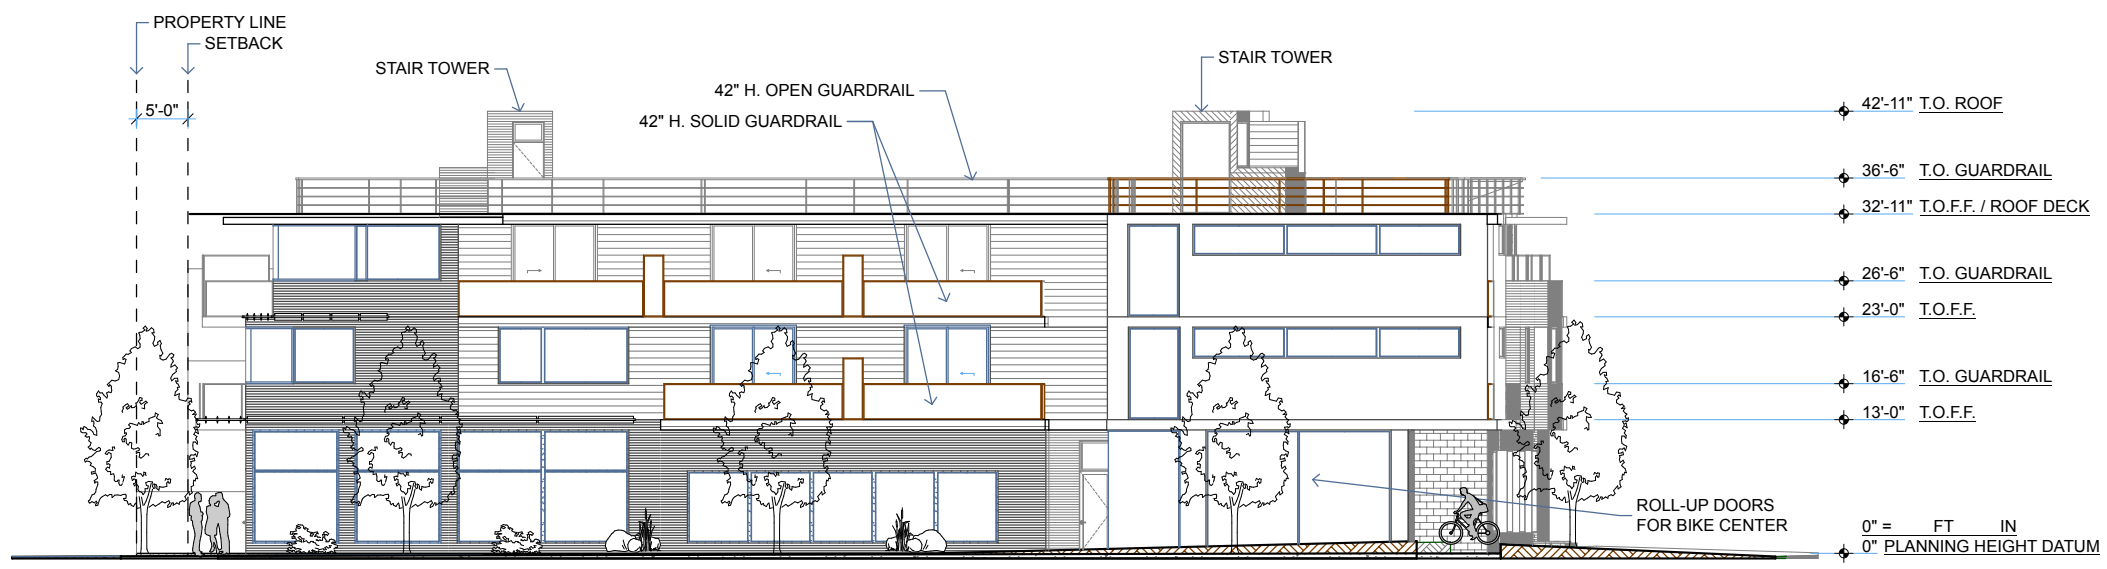 PROPERTY LINE
SETBACK
STAIR TOWER
STAIR TOWER
42" H. OPEN GUARDRAIL
42" H. SOLID GUARDRAIL
5'-0"
42'-11" T.O. ROOF
36'-6" T.O. GUARDRAIL
32'-11" T.O.F.F. / ROOF DECK
26'-6" T.O. GUARDRAIL
23'-0" T.O.F.F.
16'-6" T.O. GUARDRAIL
13'-0" T.O.F.F.
ROLL-UP DOORS
FOR BIKE CENTER
0" = FT IN
0" PLANNING HEIGHT DATUM